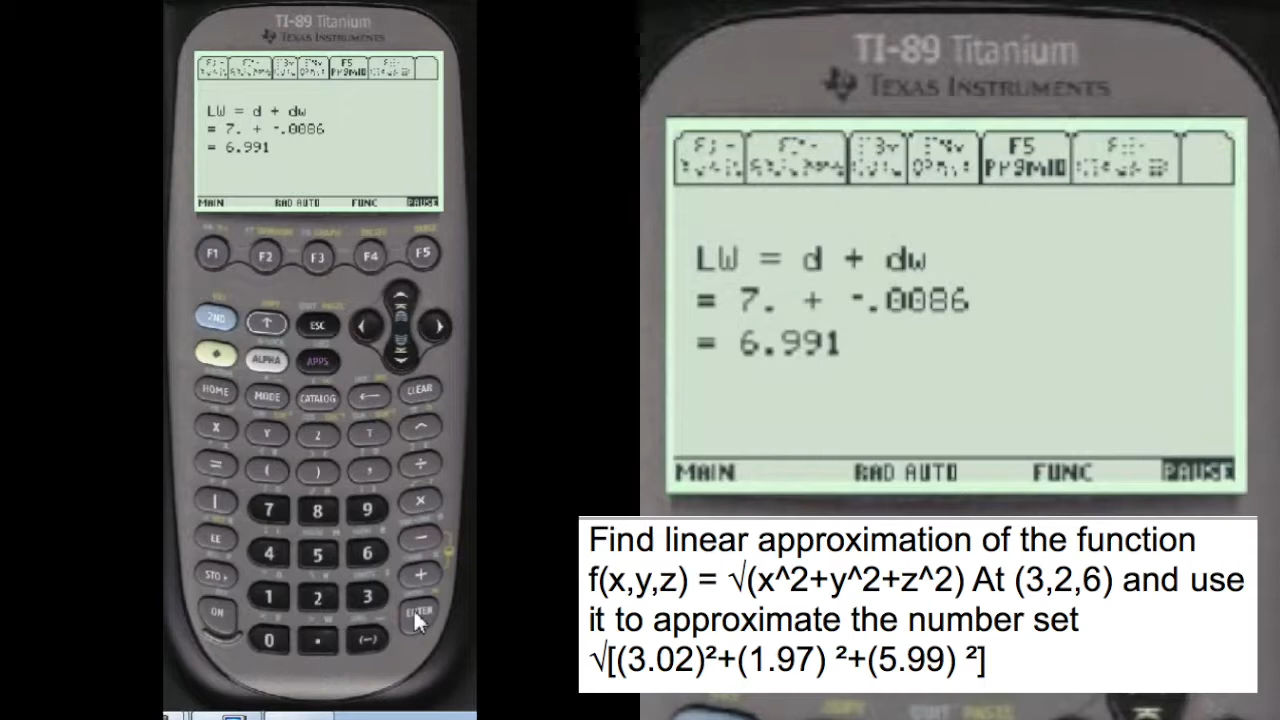 TI-89 Titanium
TEXAS INSTRUMENTS
F5
PrgmIO
LW = d + dw
= 7. + -.0086
= 6.991
MAIN RAD AUTO FUNC PAUSE
F1 F2 F3 F4 F5
2ND ↑ ESC
ALPHA APPS
HOME MODE CATALOG ← CLEAR
X Y Z T ^
= ( ) , ÷
| 7 8 9 ×
EE 4 5 6 −
STO▸ 1 2 3 +
ON 0 . (−) ENTER
TI-89 Titanium
TEXAS INSTRUMENTS
F5
PrgmIO
LW = d + dw
= 7. + -.0086
= 6.991
MAIN RAD AUTO FUNC PAUSE
Find linear approximation of the function
f(x,y,z) = √(x^2+y^2+z^2) At (3,2,6) and use
it to approximate the number set
√[(3.02)²+(1.97) ²+(5.99) ²]